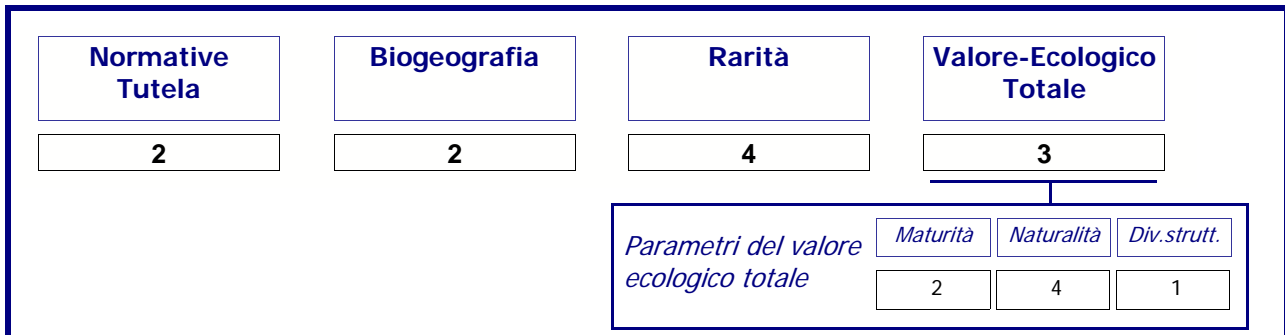 Normative Tutela
Biogeografia
Rarità
Valore-Ecologico Totale
2
2
4
3
Parametri del valore ecologico totale
Maturità
Naturalità
Div.strutt.
2
4
1